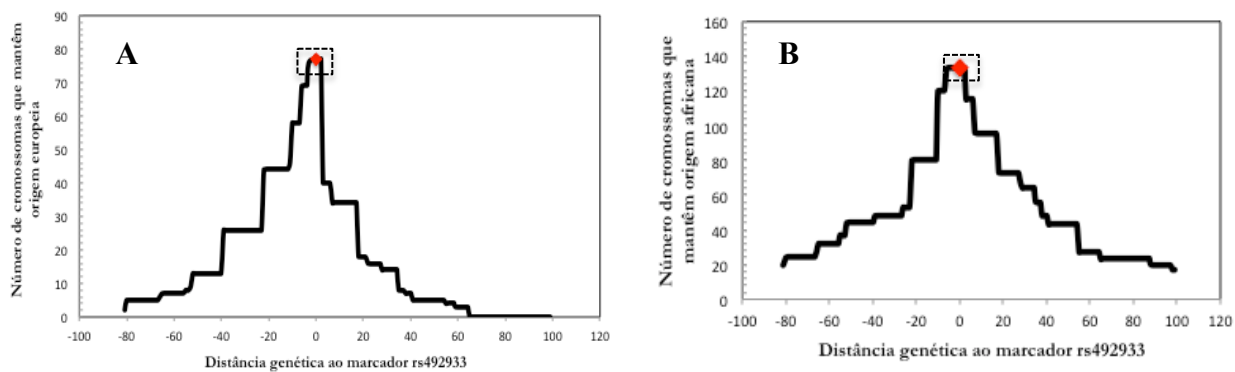 A
Número de cromossomas que mantêm
origem europeia
90
80
70
60
50
40
30
20
10
0
-100 -80 -60 -40 -20 0 20 40 60 80 100 120
Distância genética ao marcador rs492933
B
Número de cromossomas que
mantêm origem africana
160
140
120
100
80
60
40
20
0
-100 -80 -60 -40 -20 0 20 40 60 80 100 120
Distância genética ao marcador rs492933